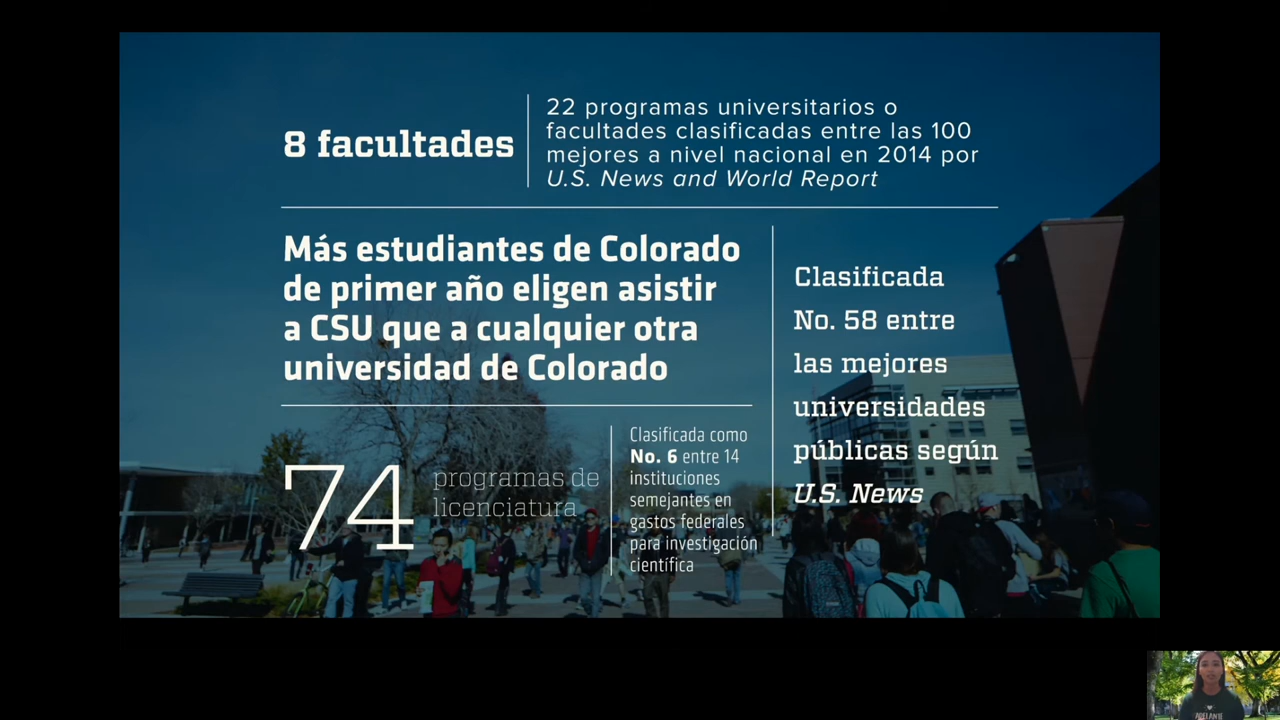 8 facultades
22 programas universitarios o
facultades clasificadas entre las 100
mejores a nivel nacional en 2014 por
U.S. News and World Report
Más estudiantes de Colorado
de primer año eligen asistir
a CSU que a cualquier otra
universidad de Colorado
Clasificada
No. 58 entre
las mejores
universidades
públicas según
U.S. News
74
programas de
licenciatura
Clasificada como
No. 6 entre 14
instituciones
semejantes en
gastos federales
para investigación
científica
ADELANTE